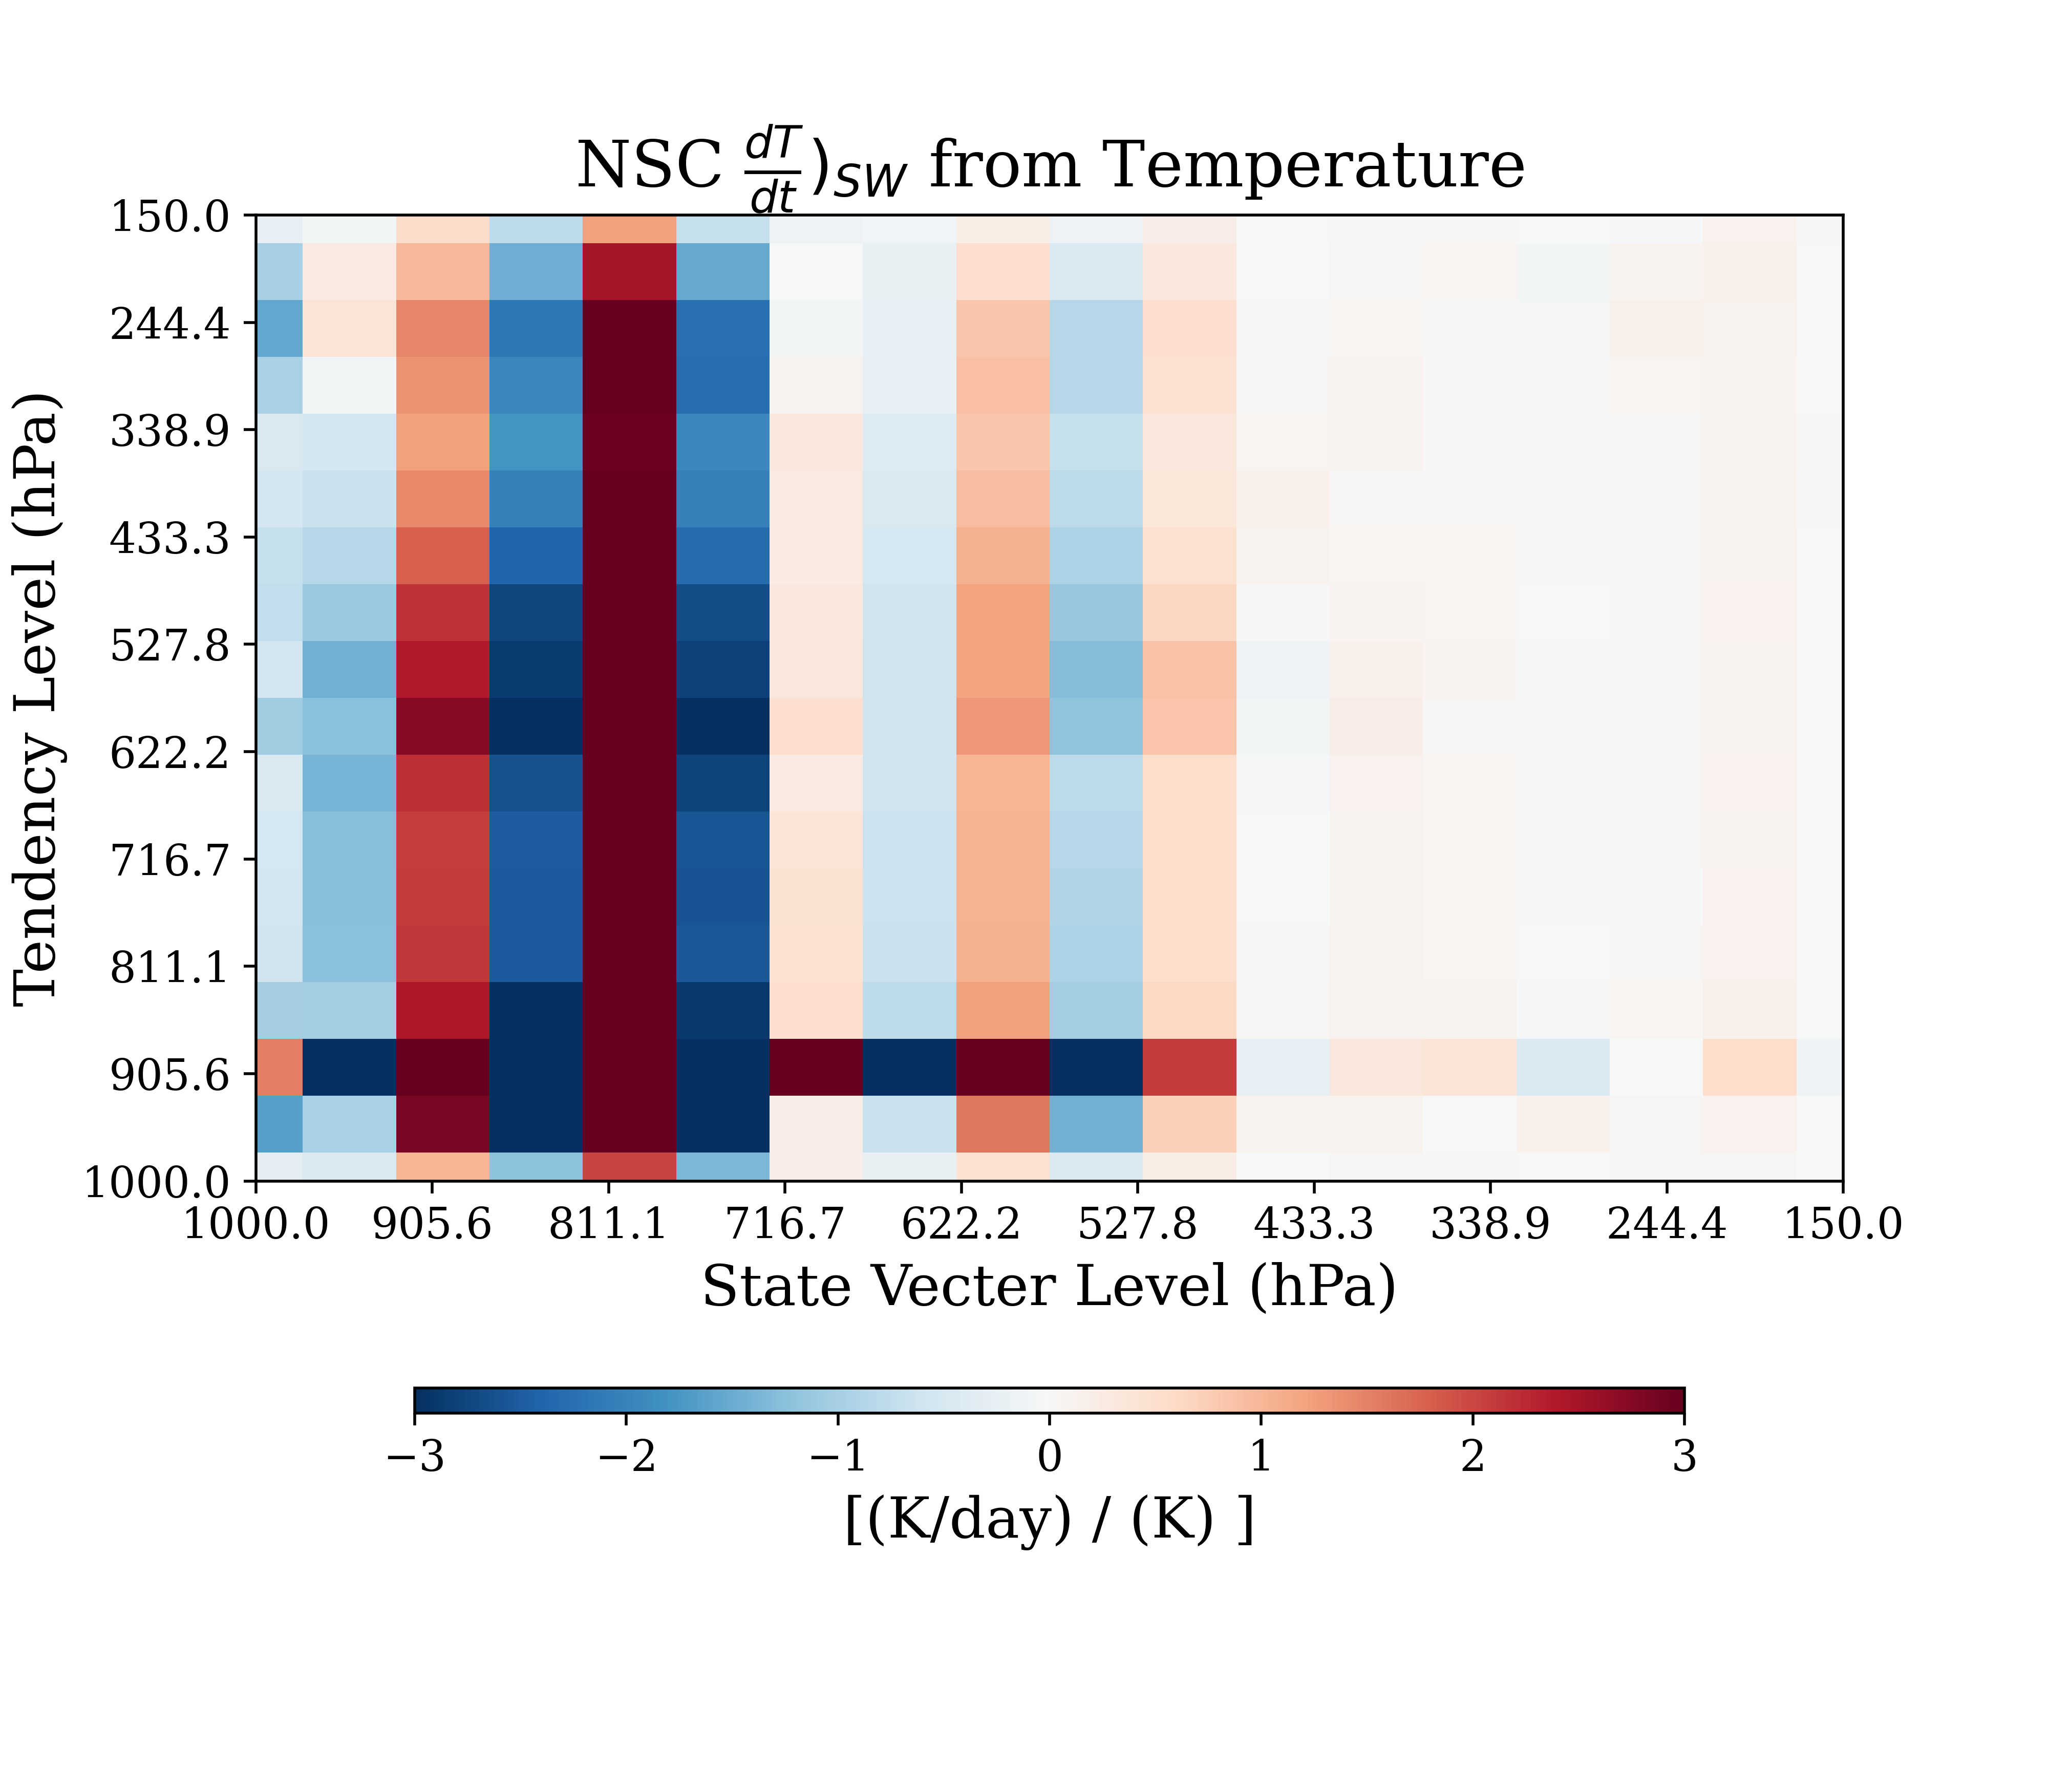 NSC dT/dt)SW from Temperature
150.0
244.4
338.9
433.3
527.8
622.2
716.7
811.1
905.6
1000.0
Tendency Level (hPa)
1000.0 905.6 811.1 716.7 622.2 527.8 433.3 338.9 244.4 150.0
State Vecter Level (hPa)
−3 −2 −1 0 1 2 3
[(K/day) / (K) ]